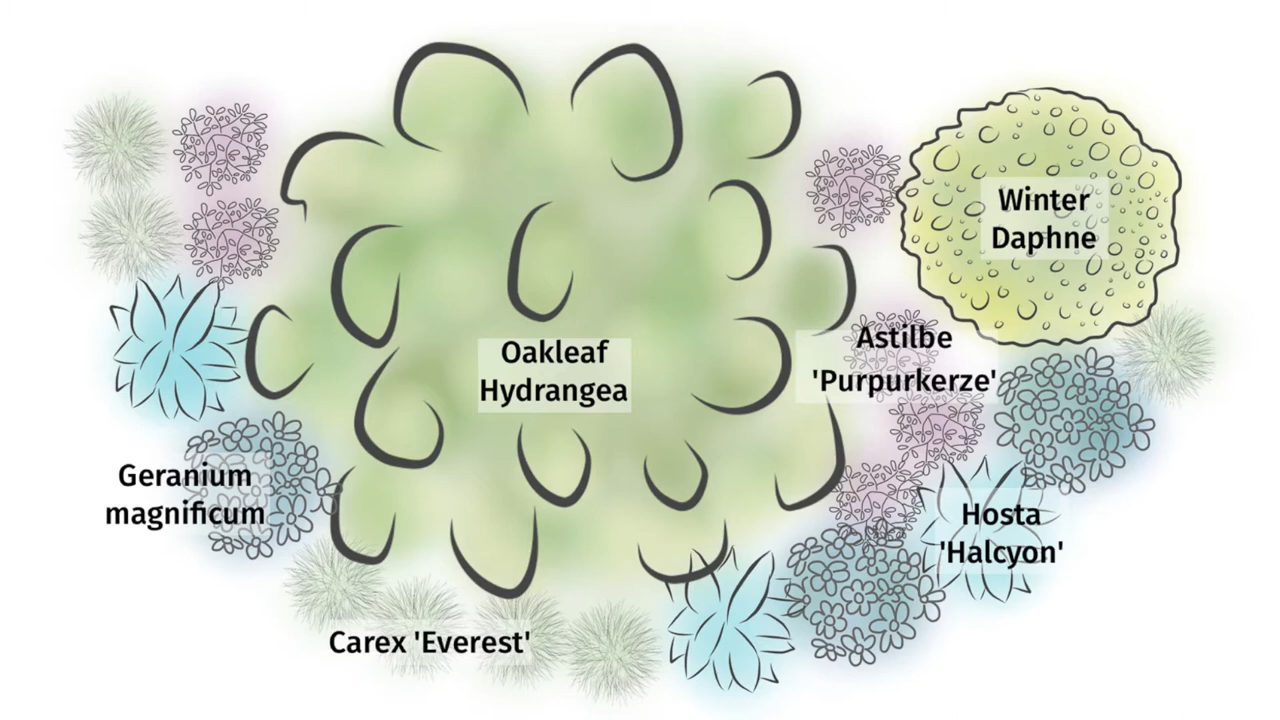 Winter
Daphne
Astilbe
'Purpurkerze'
Oakleaf
Hydrangea
Geranium
magnificum
Hosta
'Halcyon'
Carex 'Everest'